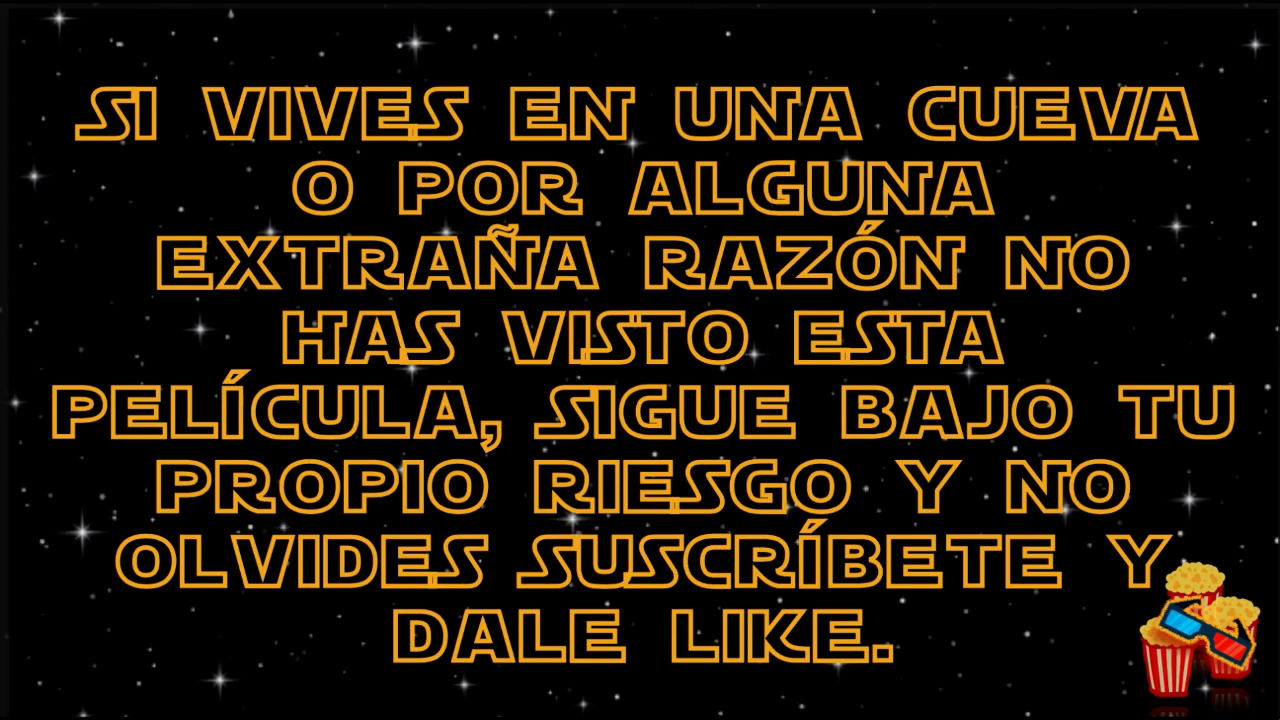 SI VIVES EN UNA CUEVA
O POR ALGUNA
EXTRAÑA RAZÓN NO
HAS VISTO ESTA
PELÍCULA, SIGUE BAJO TU
PROPIO RIESGO Y NO
OLVIDES SUSCRÍBETE Y
DALE LIKE.